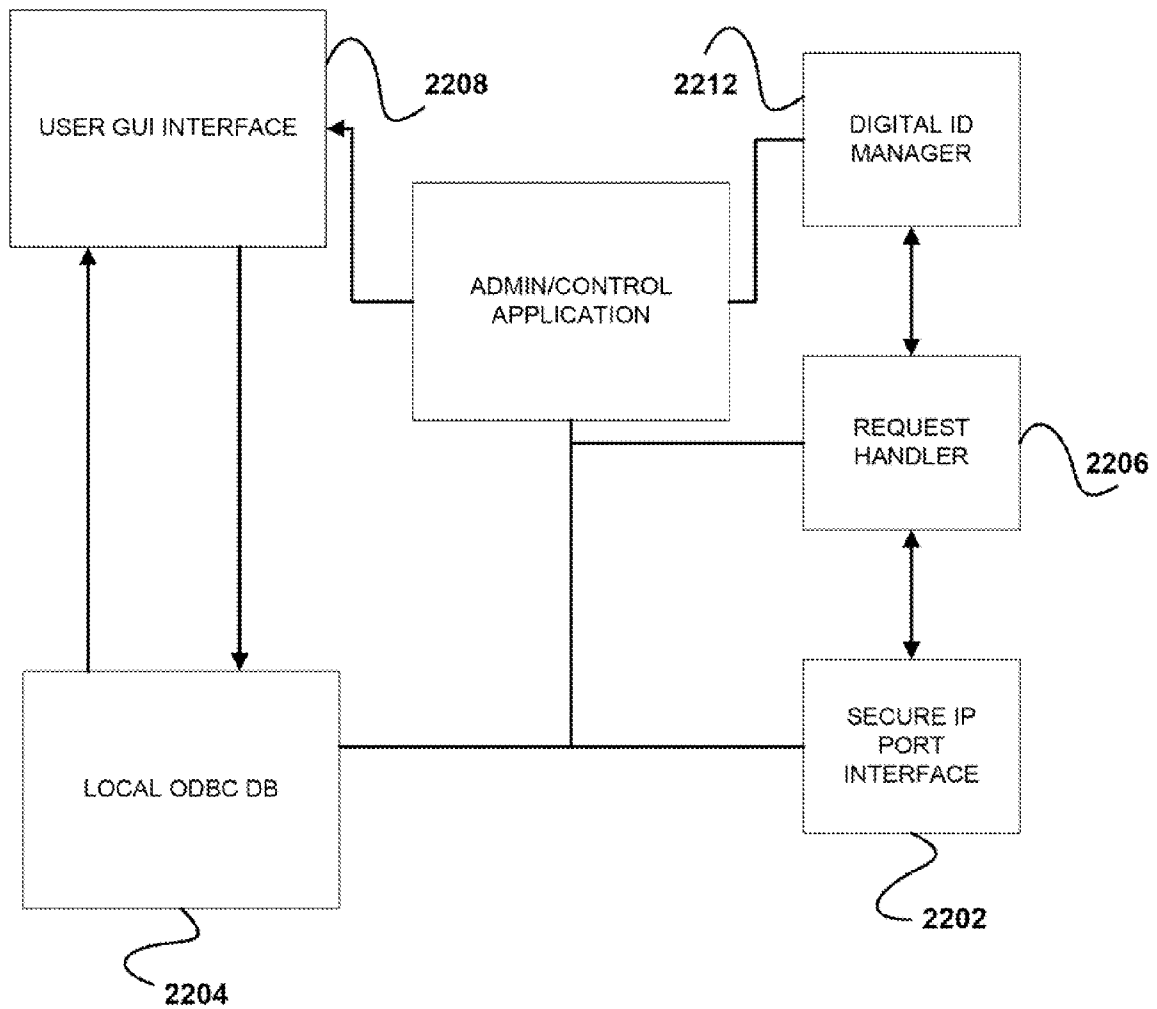 USER GUI INTERFACE
2208
2212
DIGITAL ID
MANAGER
ADMIN/CONTROL
APPLICATION
REQUEST
HANDLER
2206
LOCAL ODBC DB
SECURE IP
PORT
INTERFACE
2202
2204